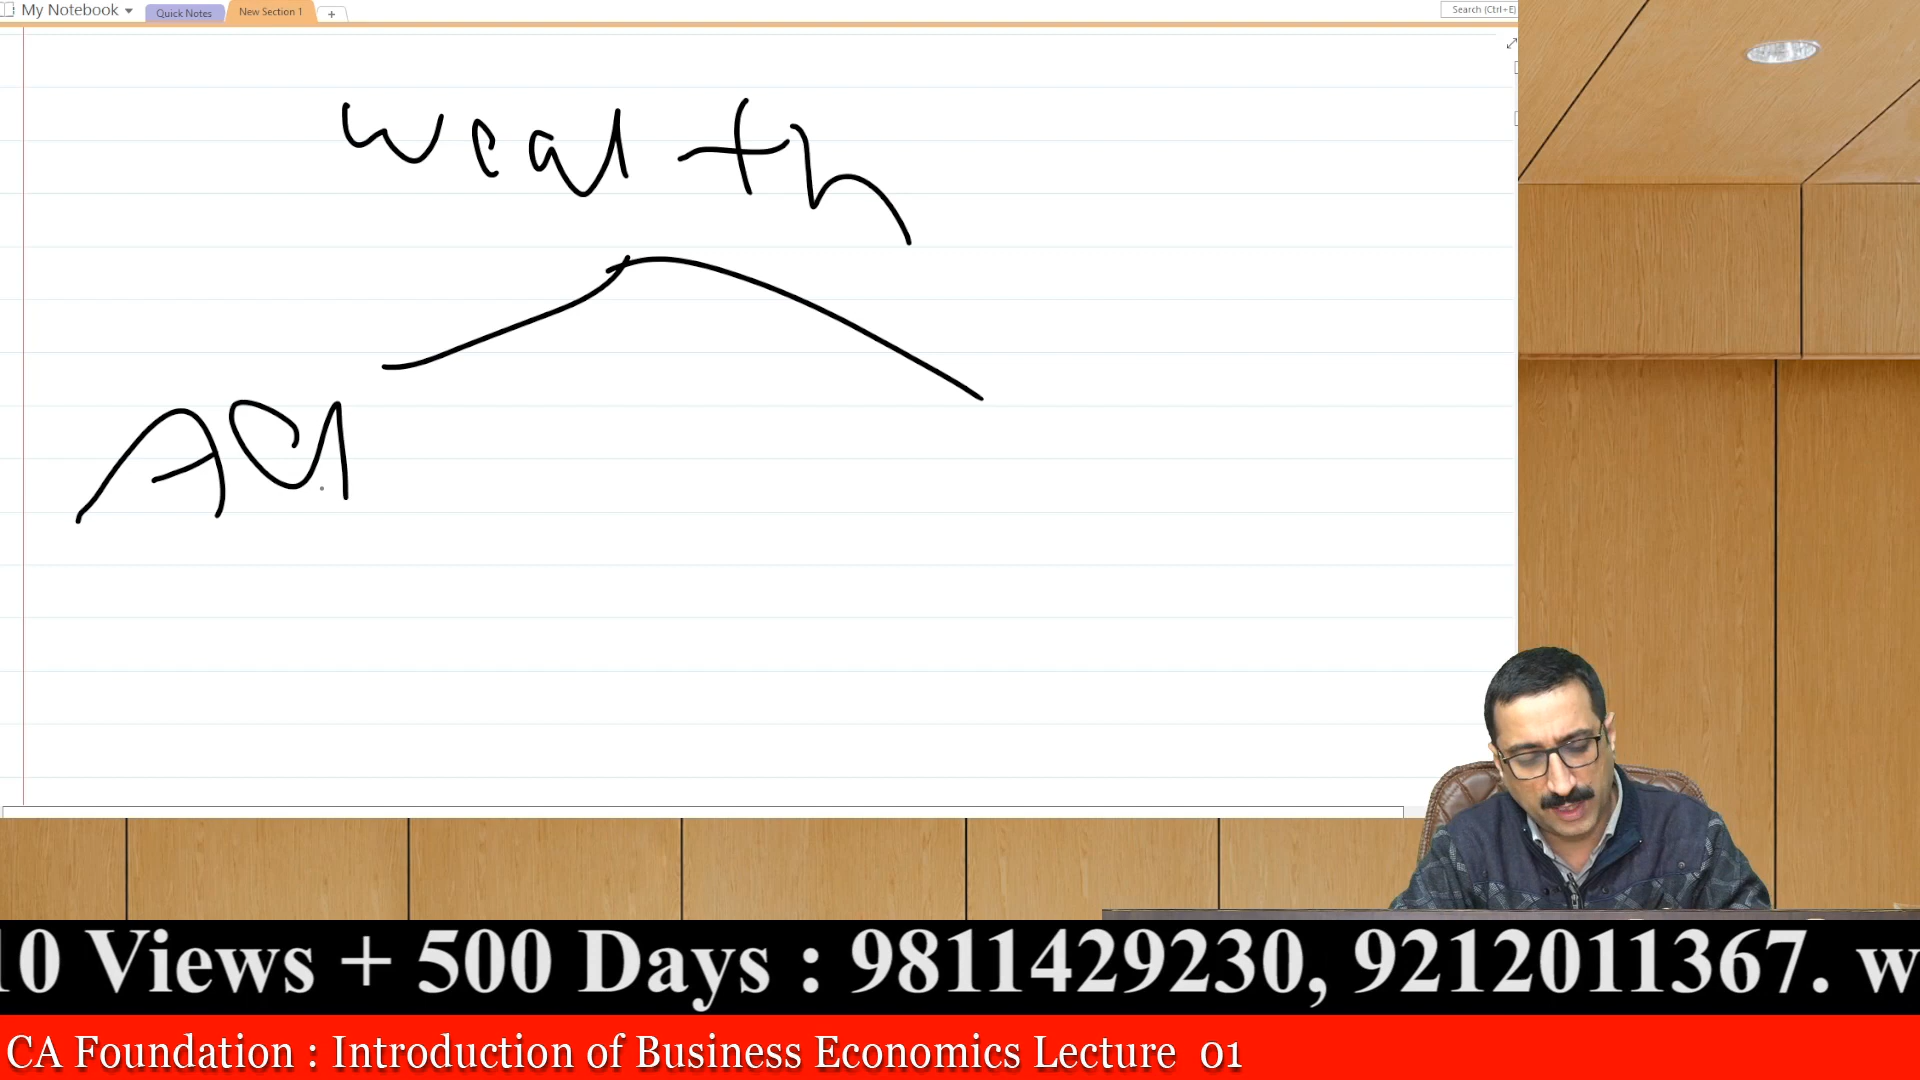 My Notebook Quick Notes New Section 1 + Search (Ctrl+E)
Wealth
10 Views + 500 Days : 9811429230, 9212011367. w
CA Foundation : Introduction of Business Economics Lecture 01